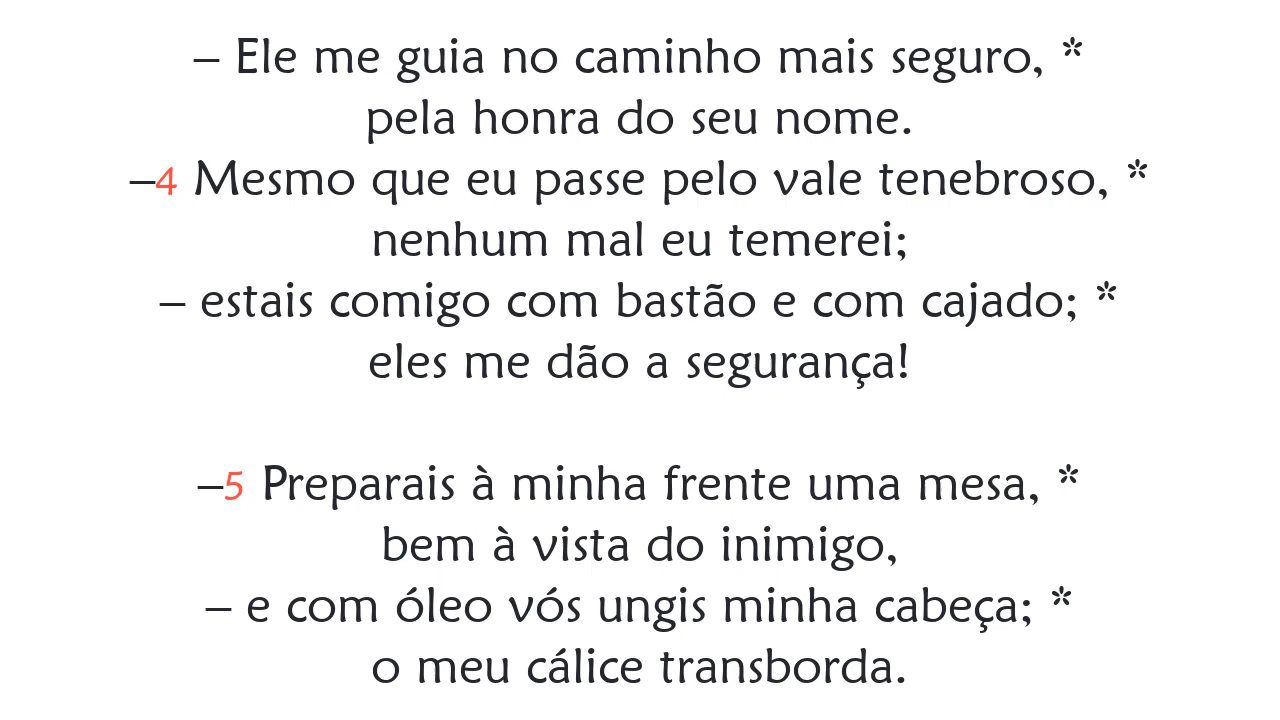 – Ele me guia no caminho mais seguro, *
pela honra do seu nome.
–4 Mesmo que eu passe pelo vale tenebroso, *
nenhum mal eu temerei;
– estais comigo com bastão e com cajado; *
eles me dão a segurança!
–5 Preparais à minha frente uma mesa, *
bem à vista do inimigo,
– e com óleo vós ungis minha cabeça; *
o meu cálice transborda.